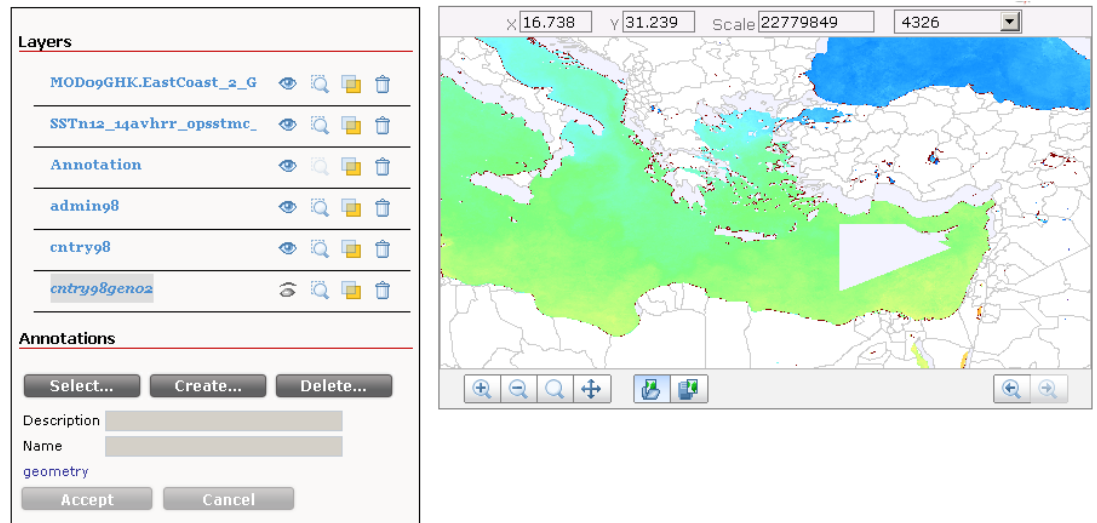 Layers
MOD09GHK.EastCoast_2_G
SSTn12_14avhrr_opsstmc_
Annotation
admin98
cntry98
cntry98gen02
Annotations
Select... Create... Delete...
Description
Name
geometry
Accept Cancel
X 16.738 Y 31.239 Scale 22779849 4326